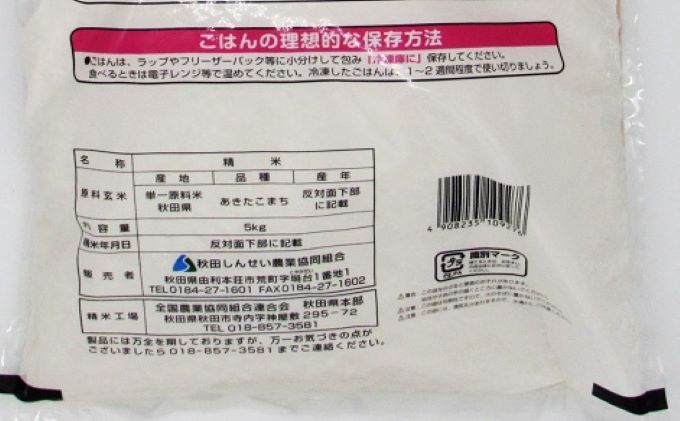 ごはんの理想的な保存方法
ごはんは、ラップやフリーザーパック等に小分けして包み「冷凍庫に」保存してください。
食べるときは電子レンジ等で温めてください。冷凍したごはんは、1〜2週間程度で使い切りましょう。
名称 精米
産地 品種 産年
原料玄米 単一原料米 秋田県 あきたこまち 反対面下部に記載
内容量 5kg
精米年月日 反対面下部に記載
販売者 秋田しんせい農業協同組合
秋田県由利本荘市荒町字塒台1番地1
TEL0184-27-1601 FAX0184-27-1602
精米工場 全国農業協同組合連合会 秋田県本部
秋田県秋田市寺内字神屋敷295-72
TEL 018-857-3581
製品には万全を期しておりますが、万一お気づきの点が
ございましたら018-857-3581までご連絡ください。
4 908235 1092
プラ
識別マーク